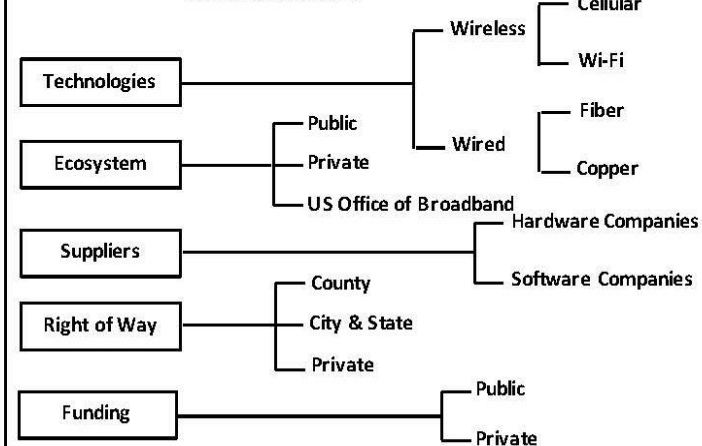 Cellular
Wireless
Wi-Fi
Technologies
Fiber
Public
Wired
Ecosystem
Private
Copper
US Office of Broadband
Hardware Companies
Suppliers
Software Companies
County
Right of Way
City & State
Private
Public
Funding
Private